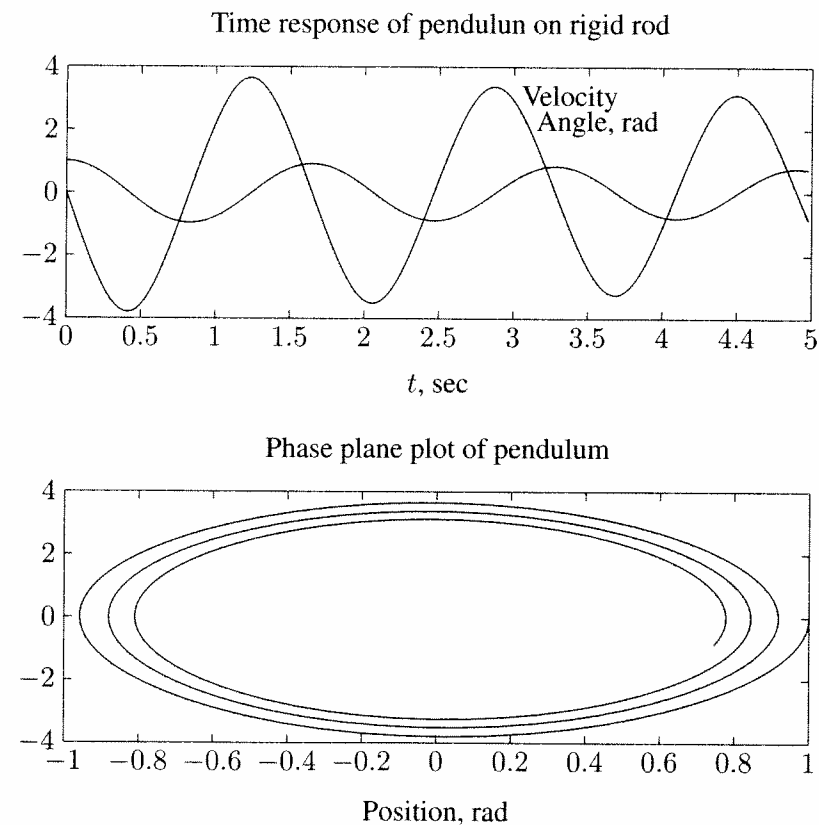 Time response of pendulun on rigid rod
4
2
0
−2
−4
Velocity
Angle, rad
0 0.5 1 1.5 2 2.5 3 3.5 4 4.4 5
t, sec
Phase plane plot of pendulum
4
2
0
−2
−4
−1 −0.8 −0.6 −0.4 −0.2 0 0.2 0.4 0.6 0.8 1
Position, rad